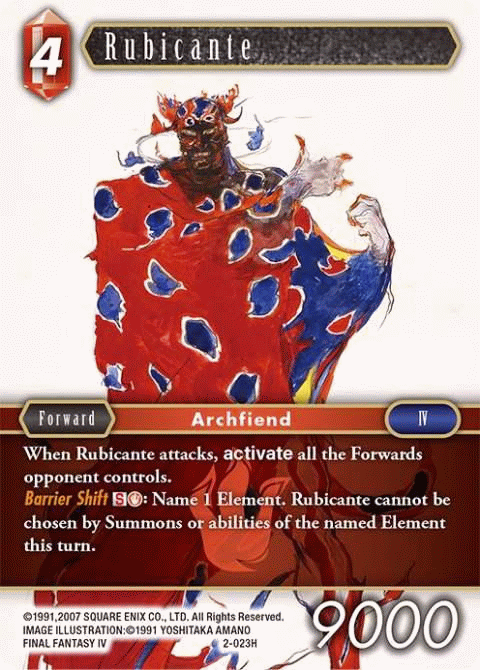 4
Rubicante
Forward
Archfiend
IV
When Rubicante attacks, activate all the Forwards
opponent controls.
Barrier Shift S: Name 1 Element. Rubicante cannot be
chosen by Summons or abilities of the named Element
this turn.
©1991,2007 SQUARE ENIX CO., LTD. All Rights Reserved.
IMAGE ILLUSTRATION:©1991 YOSHITAKA AMANO
FINAL FANTASY IV
2-023H
9000